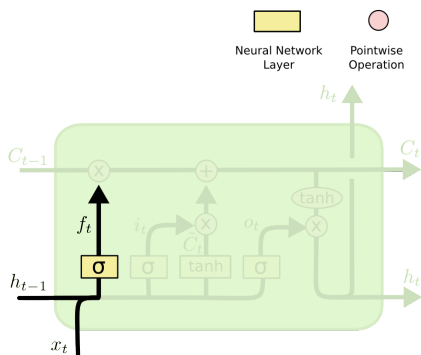 Neural Network
Layer
Pointwise
Operation
h_t
C_{t-1}
x
+
C_t
tanh
f_t
i_t
x
C̃_t
o_t
x
σ
σ
tanh
σ
h_{t-1}
h_t
x_t